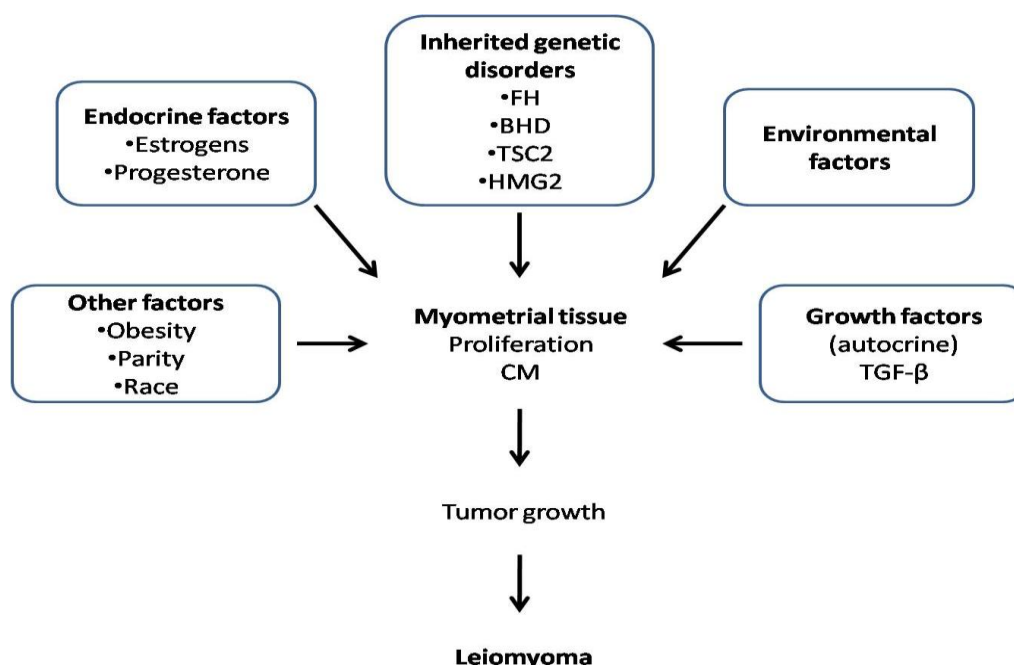 Inherited genetic
disorders
•FH
•BHD
•TSC2
•HMG2
Endocrine factors
•Estrogens
•Progesterone
Environmental
factors
Other factors
•Obesity
•Parity
•Race
Myometrial tissue
Proliferation
CM
Growth factors
(autocrine)
TGF-β
Tumor growth
Leiomyoma